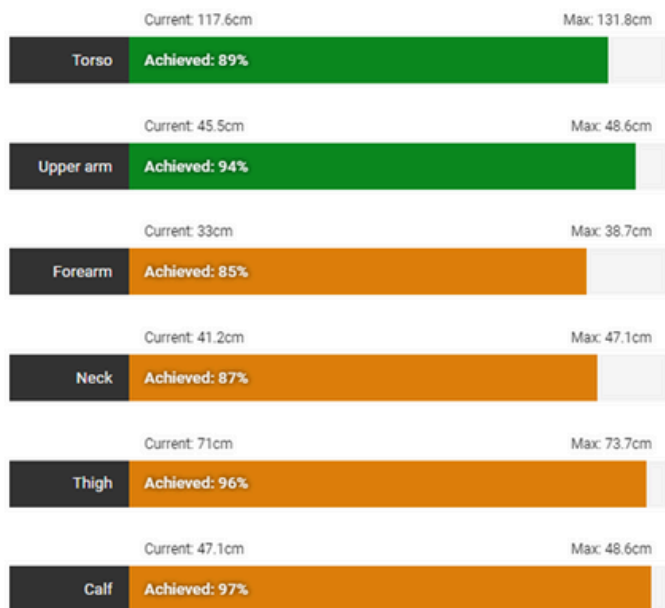 Current: 117.6cm Max: 131.8cm
Torso Achieved: 89%
Current: 45.5cm Max: 48.6cm
Upper arm Achieved: 94%
Current: 33cm Max: 38.7cm
Forearm Achieved: 85%
Current: 41.2cm Max: 47.1cm
Neck Achieved: 87%
Current: 71cm Max: 73.7cm
Thigh Achieved: 96%
Current: 47.1cm Max: 48.6cm
Calf Achieved: 97%